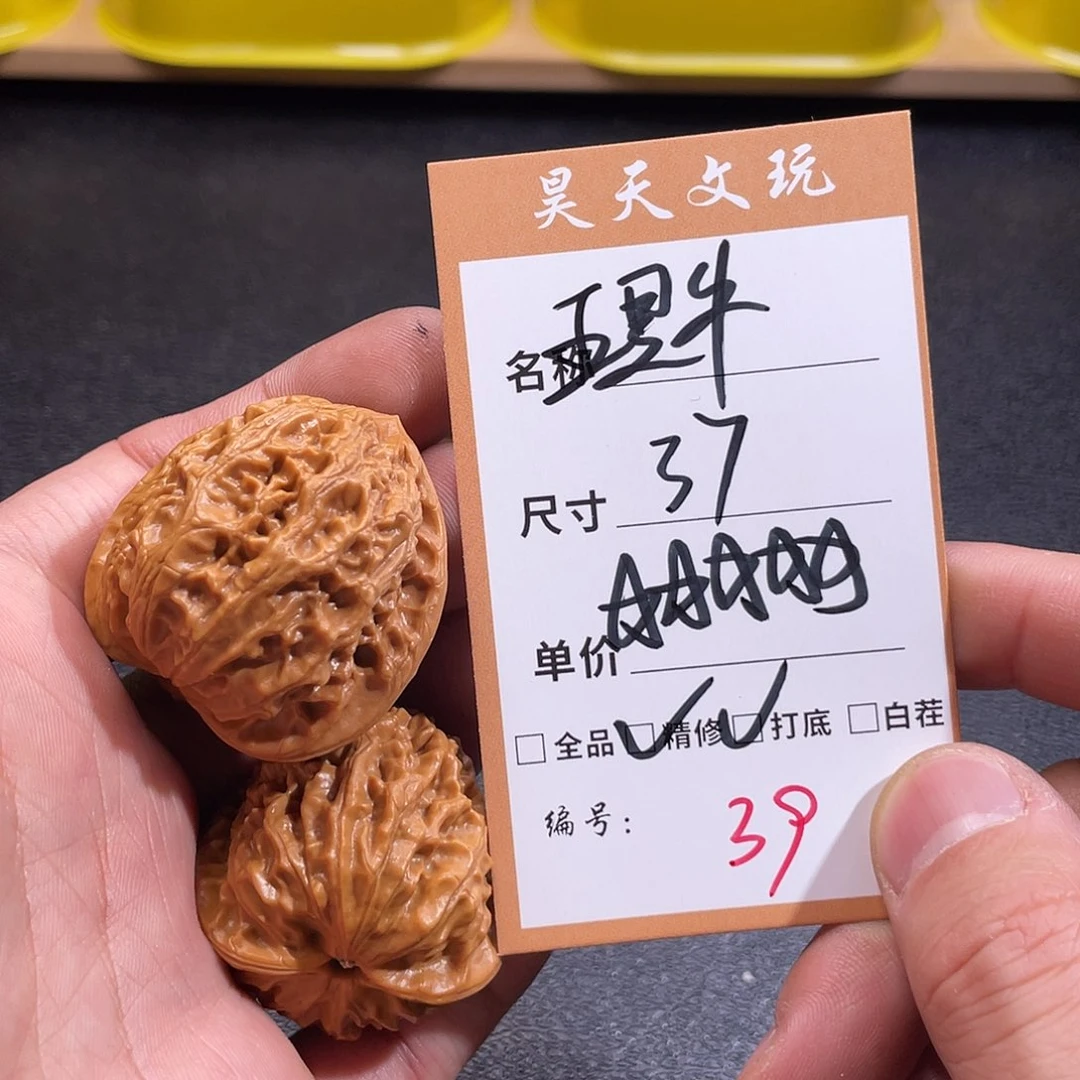 昊天文玩
名称 牛
尺寸 37
单价
□ 全品 ☑ 精修 ☑ 打底 □ 白茬
编号： 39